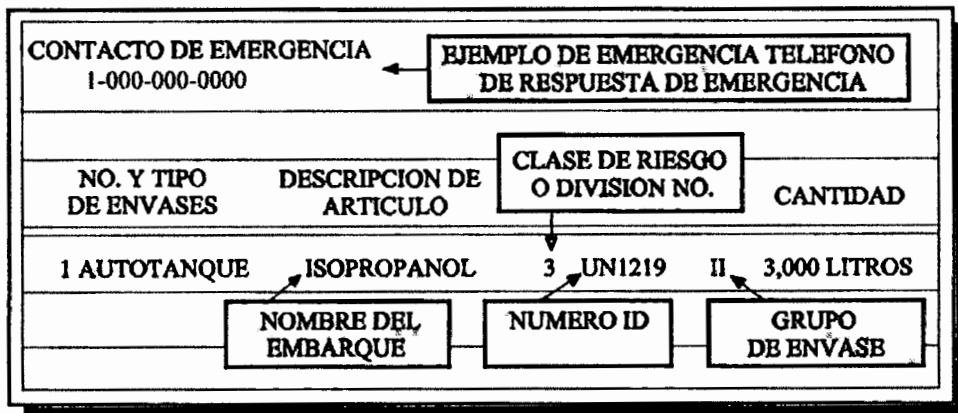 CONTACTO DE EMERGENCIA
1-000-000-0000
EJEMPLO DE EMERGENCIA TELEFONO
DE RESPUESTA DE EMERGENCIA
NO. Y TIPO
DE ENVASES
DESCRIPCION DE
ARTICULO
CLASE DE RIESGO
O DIVISION NO.
CANTIDAD
1 AUTOTANQUE ISOPROPANOL 3 UN1219 II 3,000 LITROS
NOMBRE DEL
EMBARQUE
NUMERO ID
GRUPO
DE ENVASE